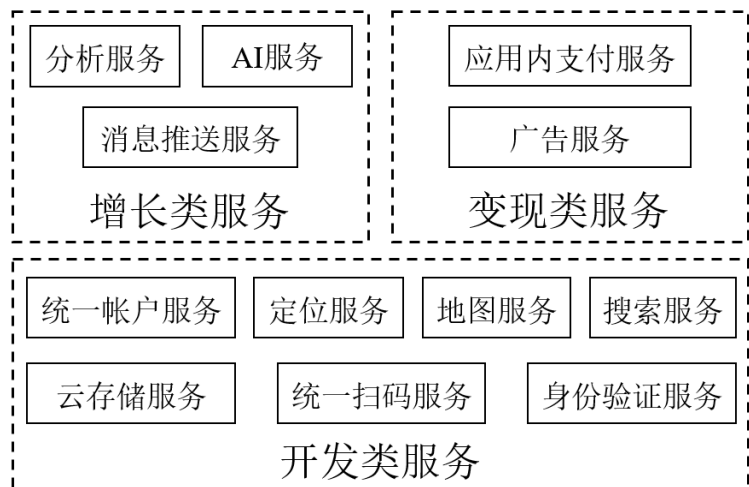 分析服务
AI服务
消息推送服务
增长类服务
应用内支付服务
广告服务
变现类服务
统一帐户服务
定位服务
地图服务
搜索服务
云存储服务
统一扫码服务
身份验证服务
开发类服务